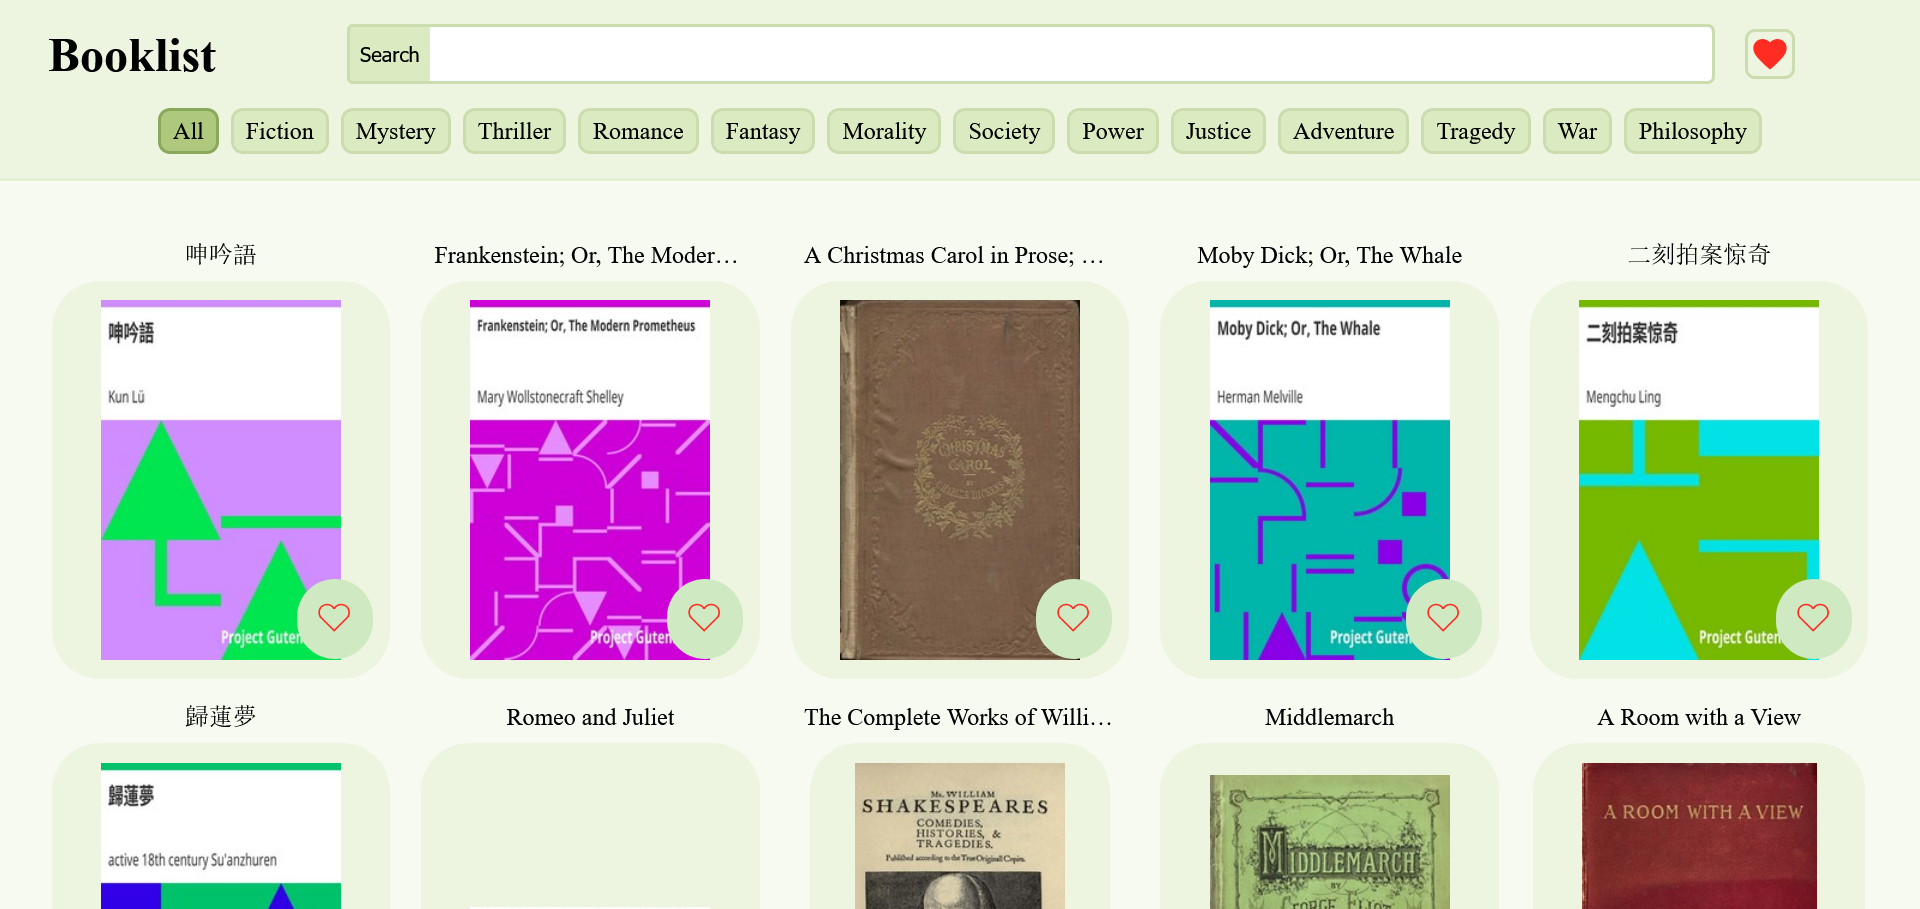 Booklist
Search
All Fiction Mystery Thriller Romance Fantasy Morality Society Power Justice Adventure Tragedy War Philosophy
呻吟語
Frankenstein; Or, The Moder…
A Christmas Carol in Prose; …
Moby Dick; Or, The Whale
二刻拍案惊奇
呻吟語
Kun Lü
Project Guten
Frankenstein; Or, The Modern Prometheus
Mary Wollstonecraft Shelley
Project Guten
A
CHRISTMAS
CAROL
BY
CHARLES DICKENS
Moby Dick; Or, The Whale
Herman Melville
Project Guten
二刻拍案惊奇
Mengchu Ling
Project Guten
歸蓮夢
Romeo and Juliet
The Complete Works of Willi…
Middlemarch
A Room with a View
歸蓮夢
active 18th century Su'anzhuren
Mr. WILLIAM
SHAKESPEARES
COMEDIES,
HISTORIES, &
TRAGEDIES.
Published according to the True Originall Copies.
MIDDLEMARCH
BY
GEORGE ELIOT
A ROOM WITH A VIEW